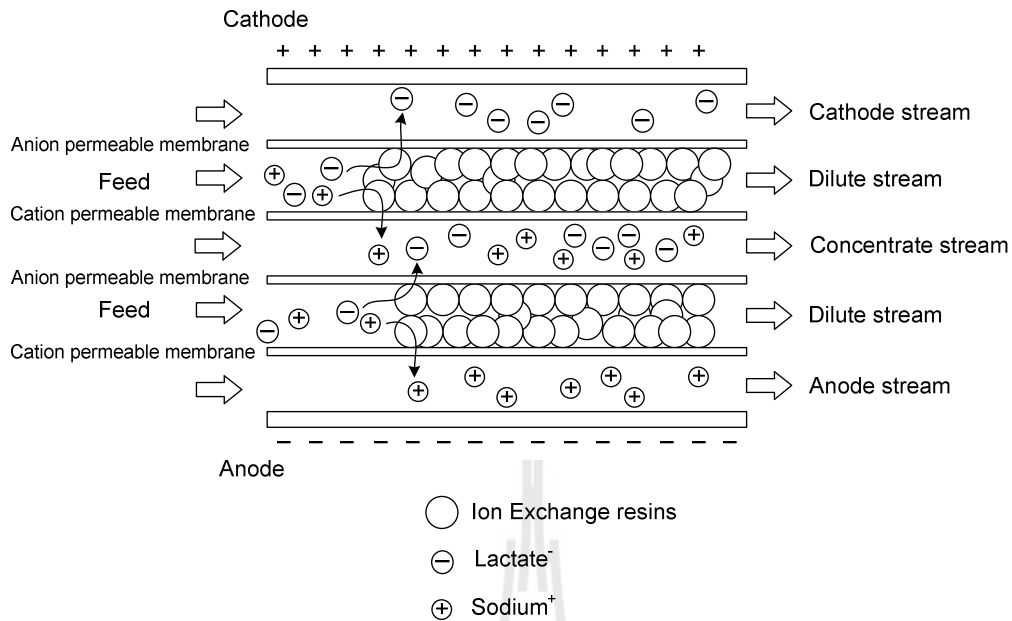 Cathode
+ + + + + + + + + + + + + +
Cathode stream
Anion permeable membrane
Feed
Dilute stream
Cation permeable membrane
Concentrate stream
Anion permeable membrane
Feed
Dilute stream
Cation permeable membrane
Anode stream
− − − − − − − − − − − − − − −
Anode
Ion Exchange resins
Lactate⁻
Sodium⁺